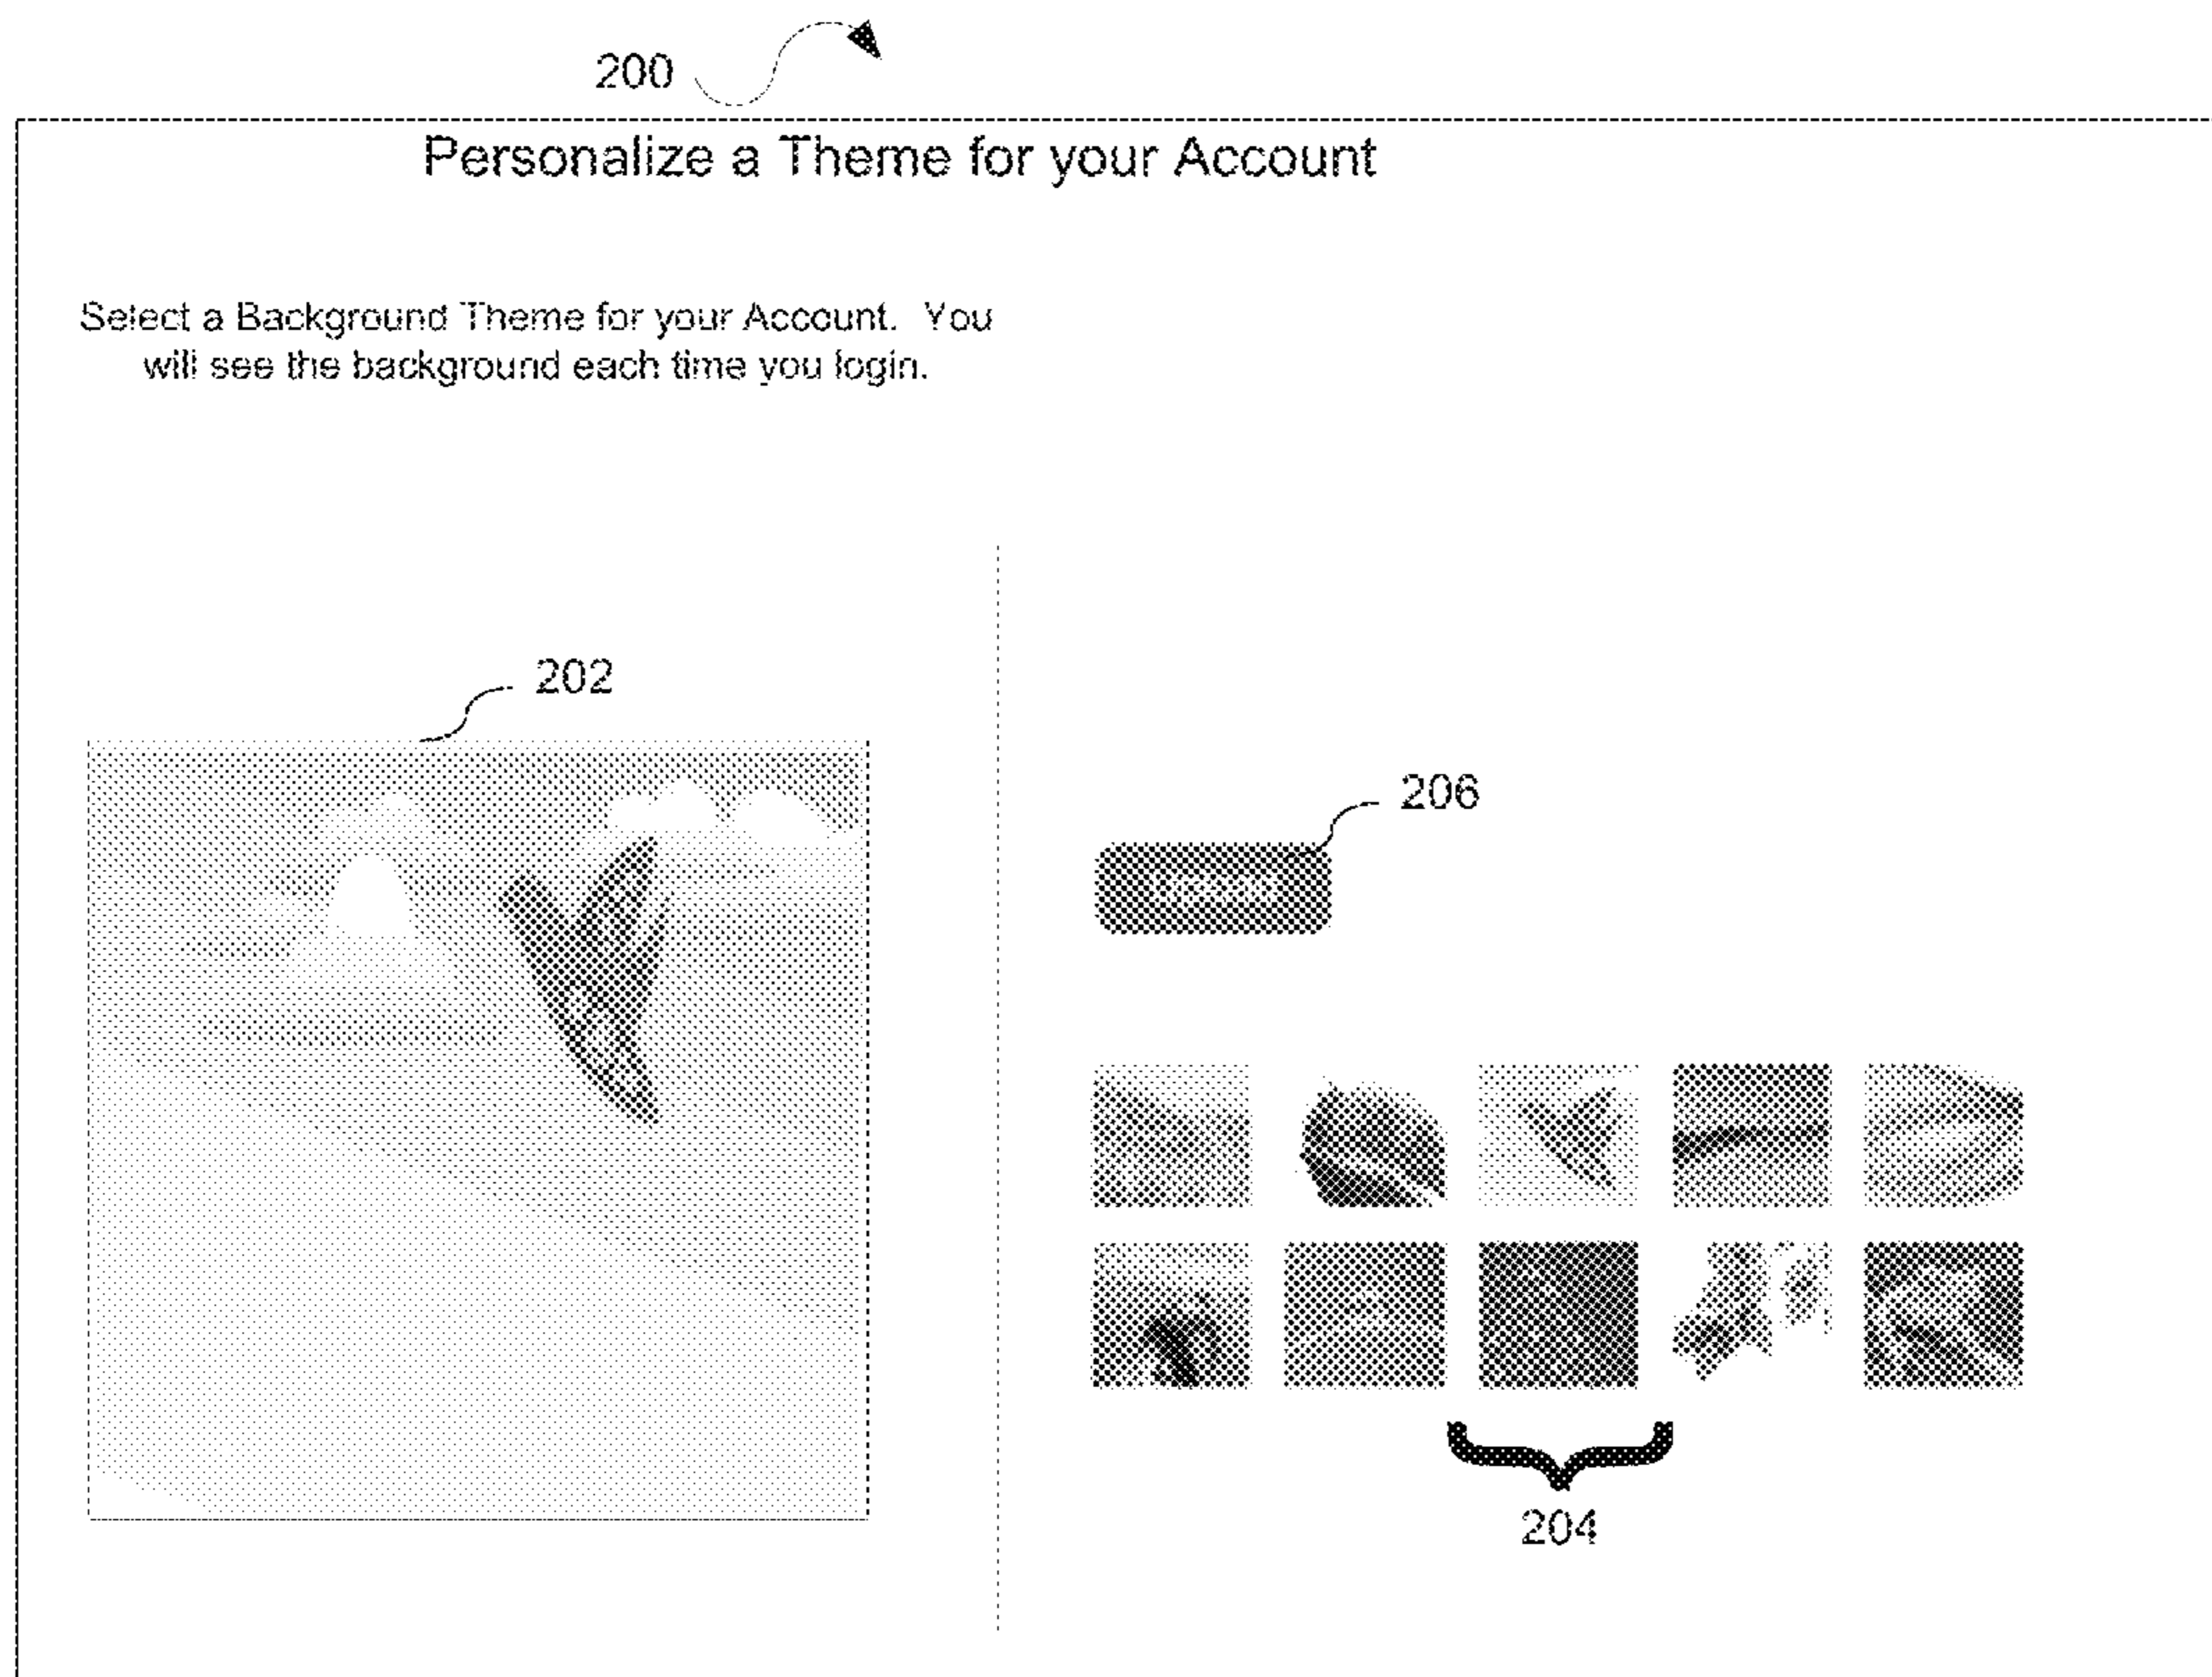 200
Personalize a Theme for your Account
Select a Background Theme for your Account. You
will see the background each time you login.
202
206
204